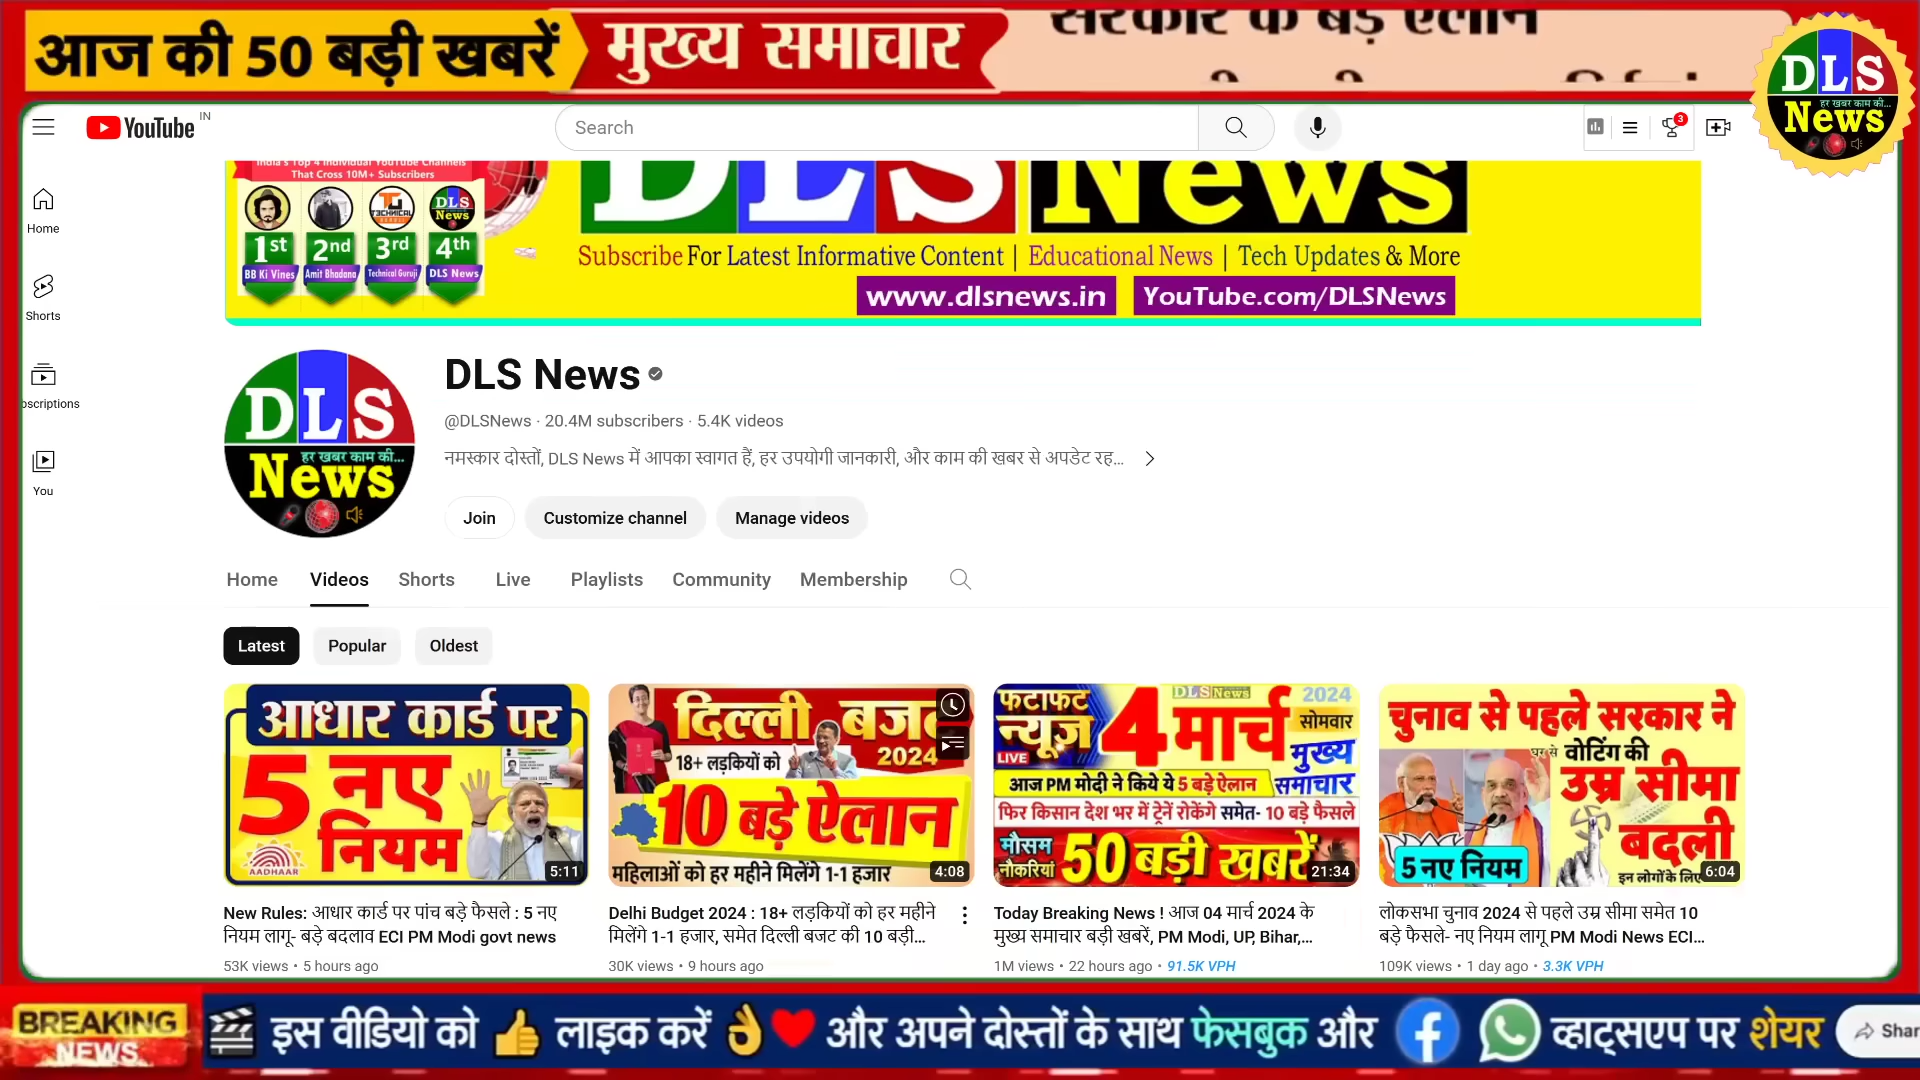 आज की 50 बड़ी खबरें
मुख्य समाचार
सरकार के बड़े ऐलान
DLS
हर खबर काम की...
News
YouTube IN
Search
3
India's Top 4 Individual YouTube Channels
That Cross 10M+ Subscribers
TECHNICAL
DLS
News
1st
2nd
3rd
4th
BB Ki Vines
Amit Bhadana
Technical Guruji
DLS News
DLS News
Subscribe For Latest Informative Content | Educational News | Tech Updates & More
www.dlsnews.in
YouTube.com/DLSNews
Home
Shorts
bscriptions
You
DLS
हर खबर काम की...
News
DLS News
@DLSNews · 20.4M subscribers · 5.4K videos
नमस्कार दोस्तों, DLS News में आपका स्वागत हैं, हर उपयोगी जानकारी, और काम की खबर से अपडेट रह...
Join
Customize channel
Manage videos
Home
Videos
Shorts
Live
Playlists
Community
Membership
Latest
Popular
Oldest
आधार कार्ड पर
5 नए
नियम
AADHAAR
5:11
New Rules: आधार कार्ड पर पांच बड़े फैसले : 5 नए
नियम लागू- बड़े बदलाव ECI PM Modi govt news
53K views • 5 hours ago
दिल्ली बजट
2024
18+ लड़कियों को
10 बड़े ऐलान
महिलाओं को हर महीने मिलेंगे 1-1 हजार
4:08
Delhi Budget 2024 : 18+ लड़कियों को हर महीने
मिलेंगे 1-1 हजार, समेत दिल्ली बजट की 10 बड़ी...
30K views • 9 hours ago
फटाफट
न्यूज़
LIVE
4 मार्च
DLS News
2024
सोमवार
मुख्य
समाचार
आज PM मोदी ने किये ये 5 बड़े ऐलान
फिर किसान देश भर में ट्रेनें रोकेंगे समेत- 10 बड़े फैसले
मौसम
नौकरियां
50 बड़ी खबरें
21:34
Today Breaking News ! आज 04 मार्च 2024 के
मुख्य समाचार बड़ी खबरें, PM Modi, UP, Bihar,...
1M views • 22 hours ago • 91.5K VPH
चुनाव से पहले सरकार ने
घर से वोटिंग की
उम्र सीमा
बदली
5 नए नियम
इन लोगों के लिए
6:04
लोकसभा चुनाव 2024 से पहले उम्र सीमा समेत 10
बड़े फैसले- नए नियम लागू PM Modi News ECI...
109K views • 1 day ago • 3.3K VPH
BREAKING
NEWS
इस वीडियो को 👍 लाइक करें 👌❤️ और अपने दोस्तों के साथ फेसबुक और व्हाट्सएप पर शेयर
Shar